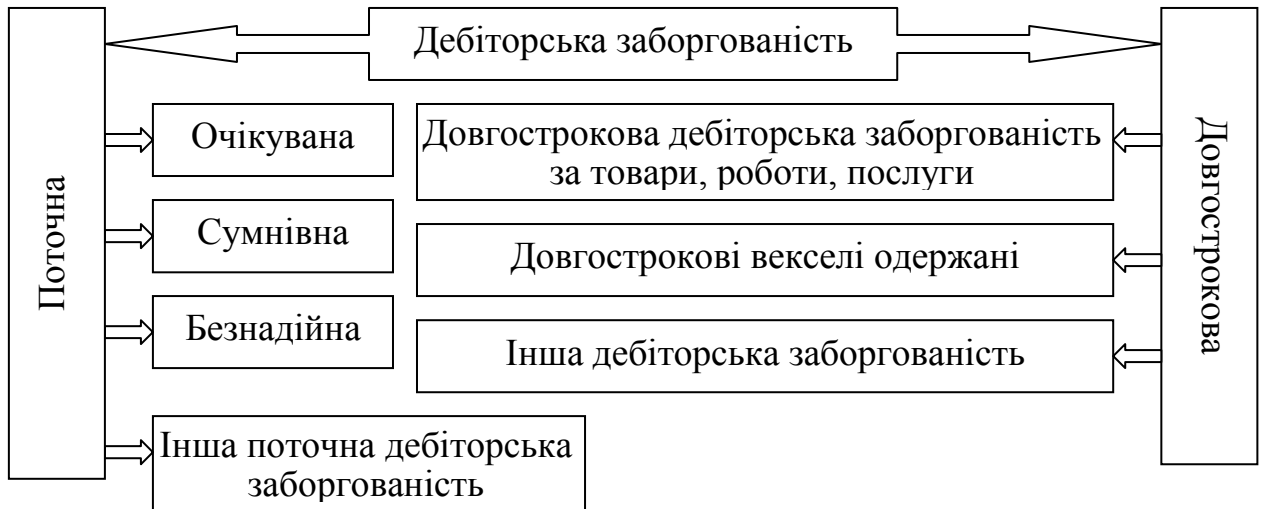 Дебіторська заборгованість
Поточна
Очікувана
Сумнівна
Безнадійна
Інша поточна дебіторська
заборгованість
Довгострокова дебіторська заборгованість
за товари, роботи, послуги
Довгострокові векселі одержані
Інша дебіторська заборгованість
Довгострокова